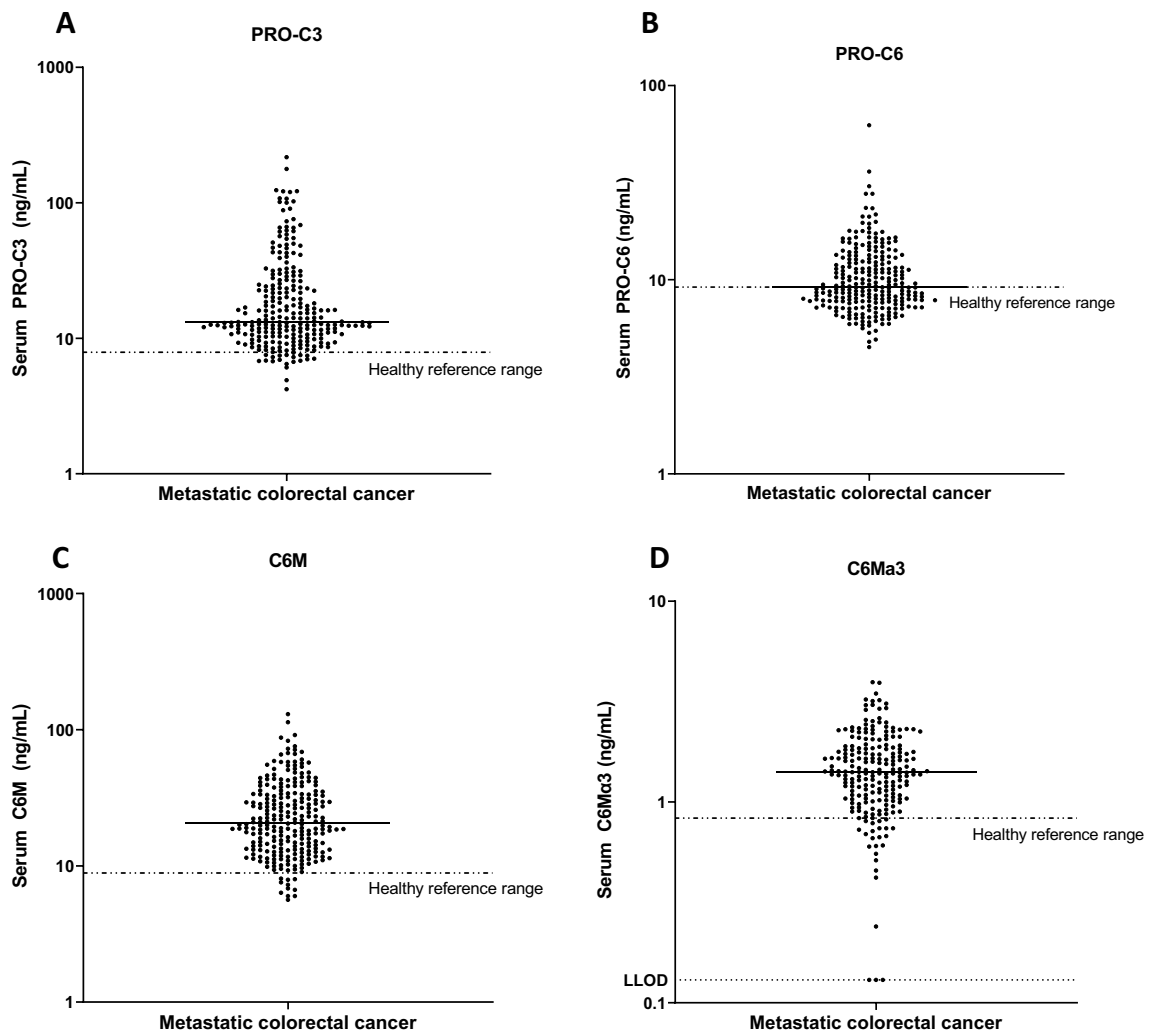 A
PRO-C3
1000
100
10
1
Serum PRO-C3 (ng/mL)
Healthy reference range
Metastatic colorectal cancer
B
PRO-C6
100
10
1
Serum PRO-C6 (ng/mL)
Healthy reference range
Metastatic colorectal cancer
C
C6M
1000
100
10
1
Serum C6M (ng/mL)
Healthy reference range
Metastatic colorectal cancer
D
C6Ma3
10
1
LLOD
0.1
Serum C6Mα3 (ng/mL)
Healthy reference range
Metastatic colorectal cancer